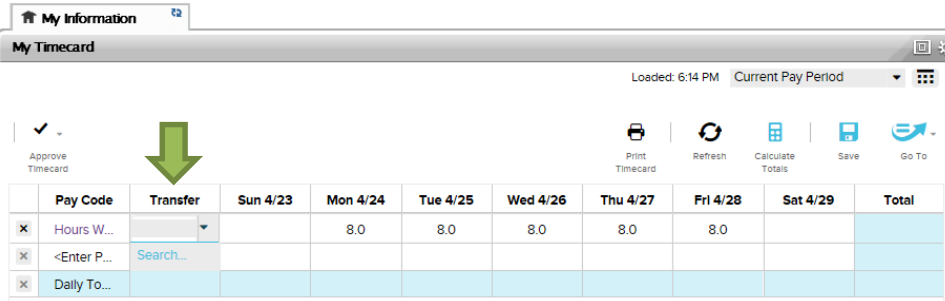 My Information
My Timecard
Loaded: 6:14 PM Current Pay Period
Approve Timecard
Print Timecard
Refresh
Calculate Totals
Save
Go To
Pay Code Transfer Sun 4/23 Mon 4/24 Tue 4/25 Wed 4/26 Thu 4/27 Fri 4/28 Sat 4/29 Total
Hours W... 8.0 8.0 8.0 8.0 8.0
<Enter P... Search...
Daily To...